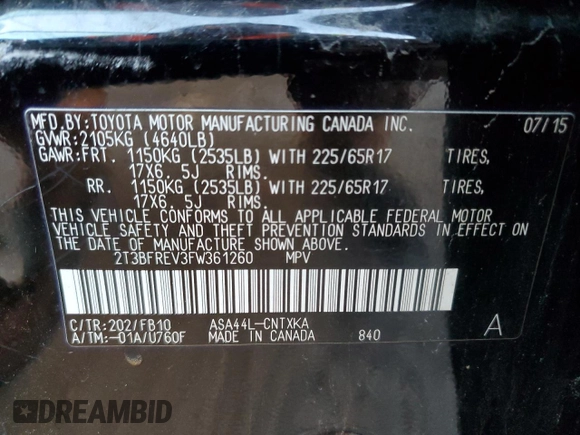 MFD.BY:TOYOTA MOTOR MANUFACTURING CANADA INC. 07/15
GVWR:2105KG (4640LB)
GAWR:FRT. 1150KG (2535LB) WITH 225/65R17 TIRES,
17X6. 5J RIMS.
RR. 1150KG (2535LB) WITH 225/65R17 TIRES,
17X6. 5J RIMS.
THIS VEHICLE CONFORMS TO ALL APPLICABLE FEDERAL MOTOR
VEHICLE SAFETY AND THEFT PREVENTION STANDARDS IN EFFECT ON
THE DATE OF MANUFACTURE SHOWN ABOVE.
2T3BFREV3FW361260 MPV
C/TR:202/FB10 ASA44L-CNTXKA
A/TM:-01A/U760F MADE IN CANADA 840 A
DREAMBID